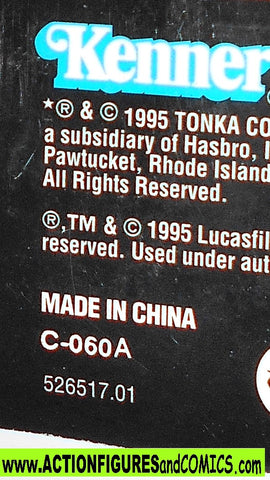 Kenner
*® & © 1995 TONKA CO
a subsidiary of Hasbro, I
Pawtucket, Rhode Island
All Rights Reserved.
®,TM & © 1995 Lucasfil
reserved. Used under aut
MADE IN CHINA
C-060A
526517.01
www.ACTIONFIGURESandCOMICS.com